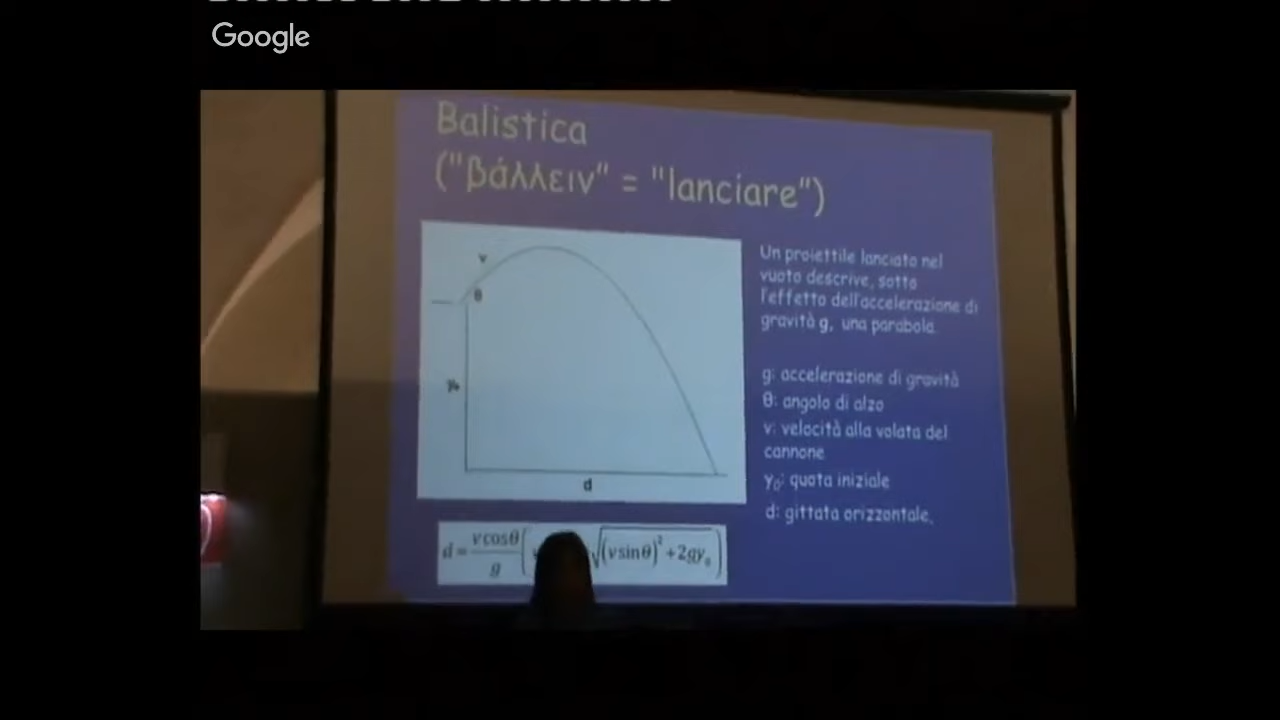 Google
Balistica
("βάλλειν" = "lanciare")
Un proiettile lanciato nel
vuoto descrive, sotto
l'effetto dell'accelerazione di
gravità g, una parabola.
v
θ
y₀
d
g: accelerazione di gravità
θ: angolo di alzo
v: velocità alla volata del
cannone
y₀: quota iniziale
d: gittata orizzontale.
d = v cosθ / g ( √(v sinθ)² + 2gy₀ )